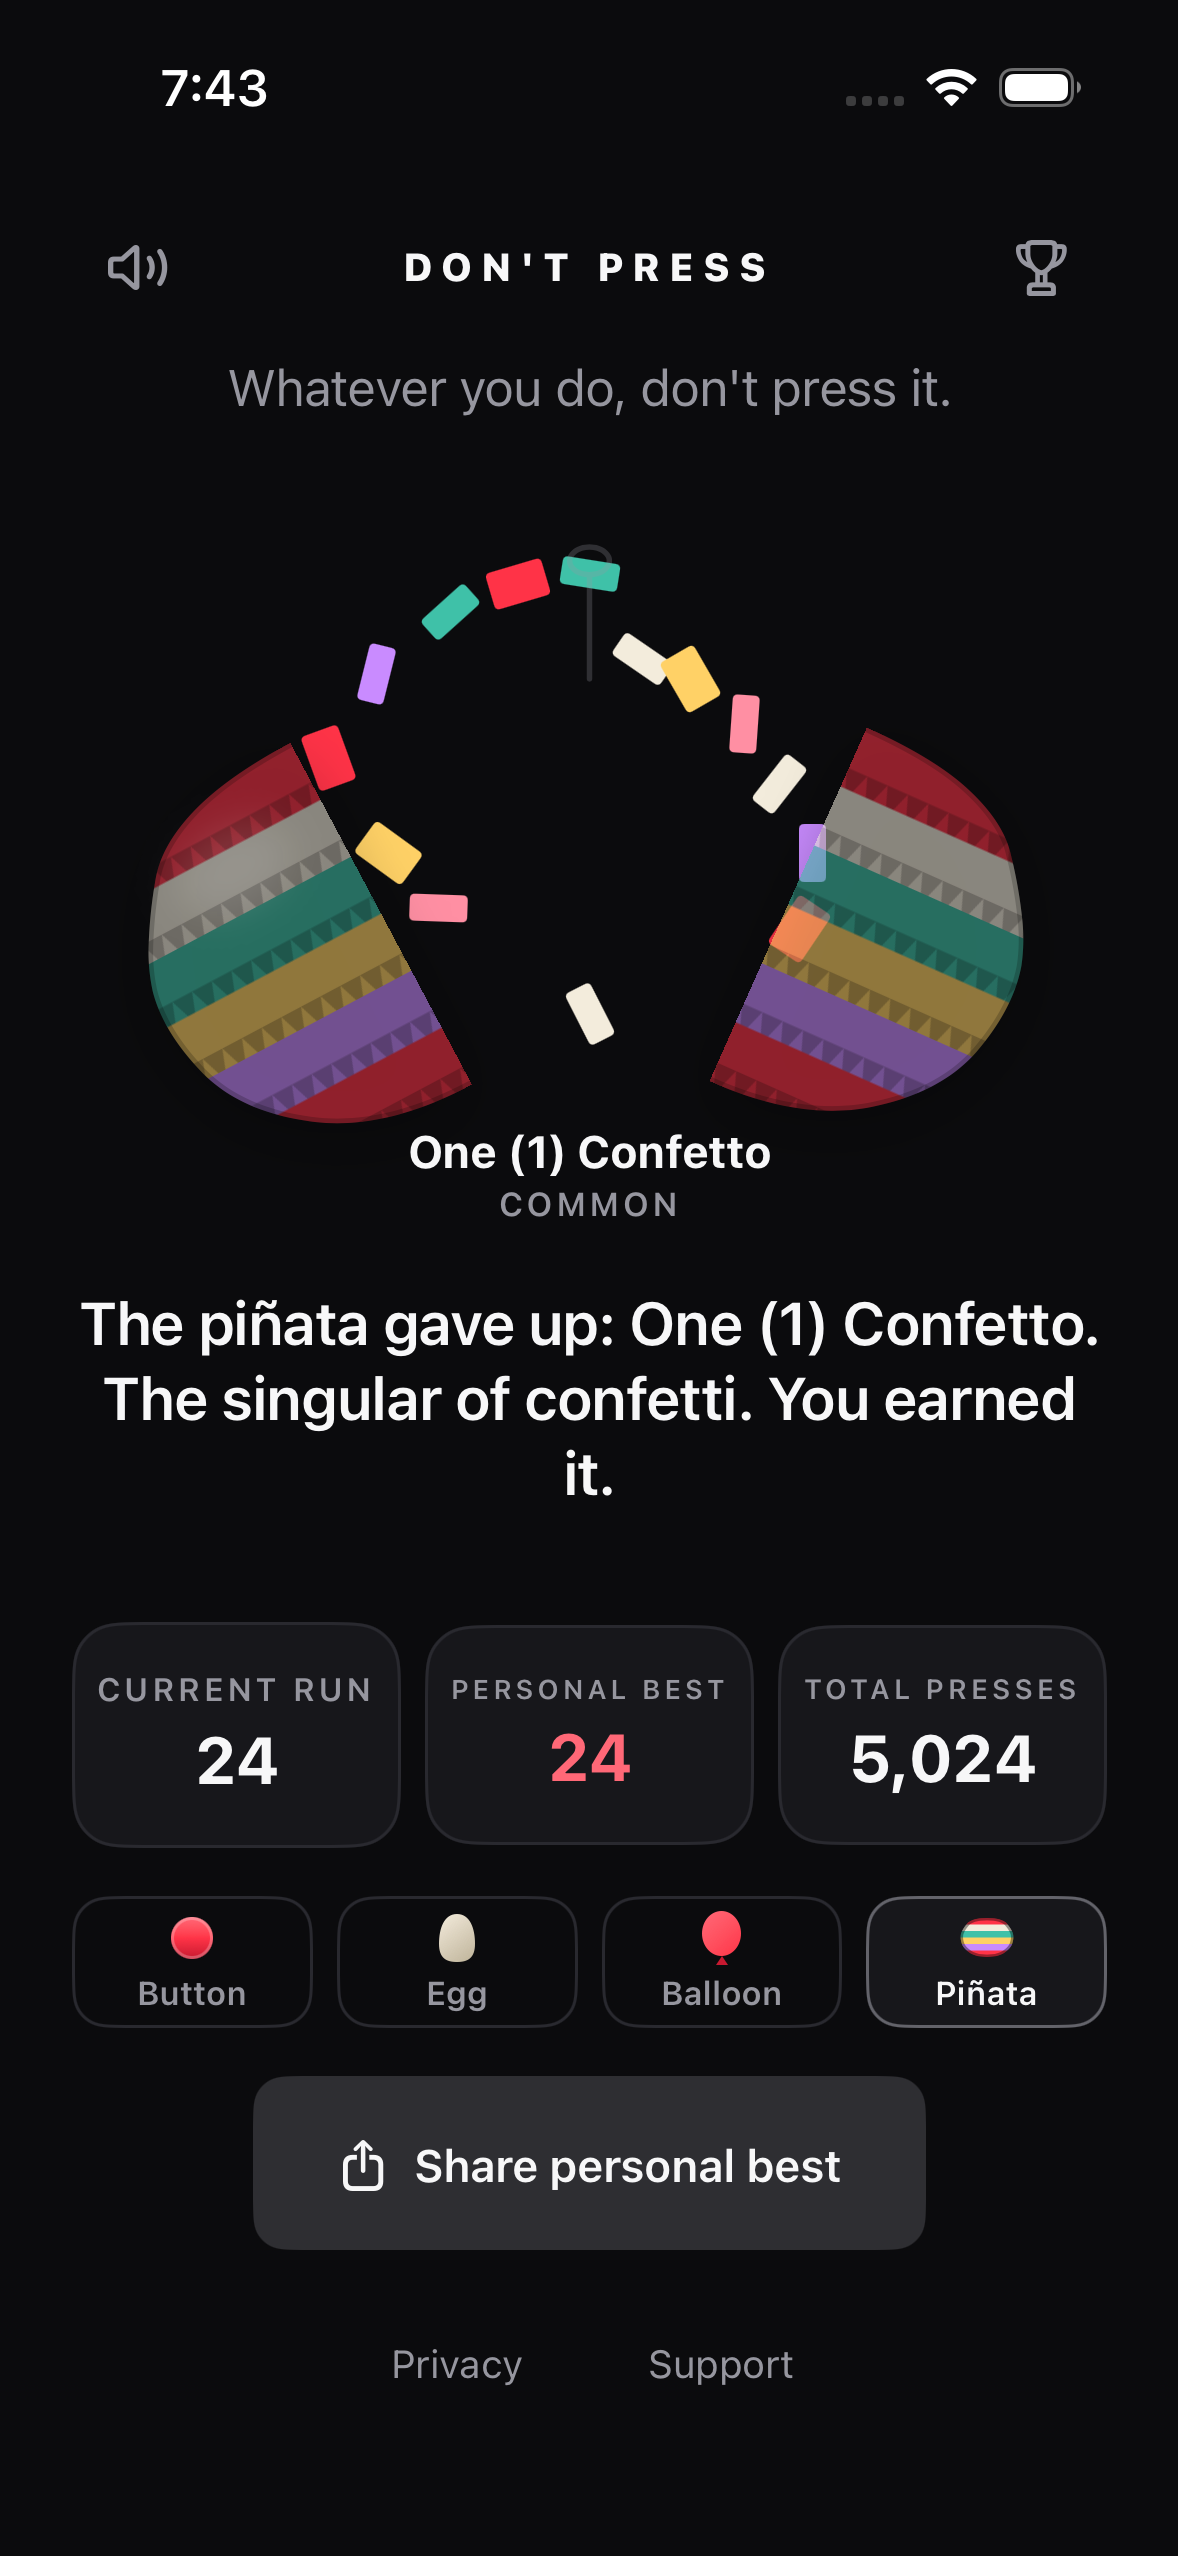 7:43
DON'T PRESS
Whatever you do, don't press it.
One (1) Confetto
COMMON
The piñata gave up: One (1) Confetto.
The singular of confetti. You earned
it.
CURRENT RUN
24
PERSONAL BEST
24
TOTAL PRESSES
5,024
Button
Egg
Balloon
Piñata
Share personal best
Privacy
Support